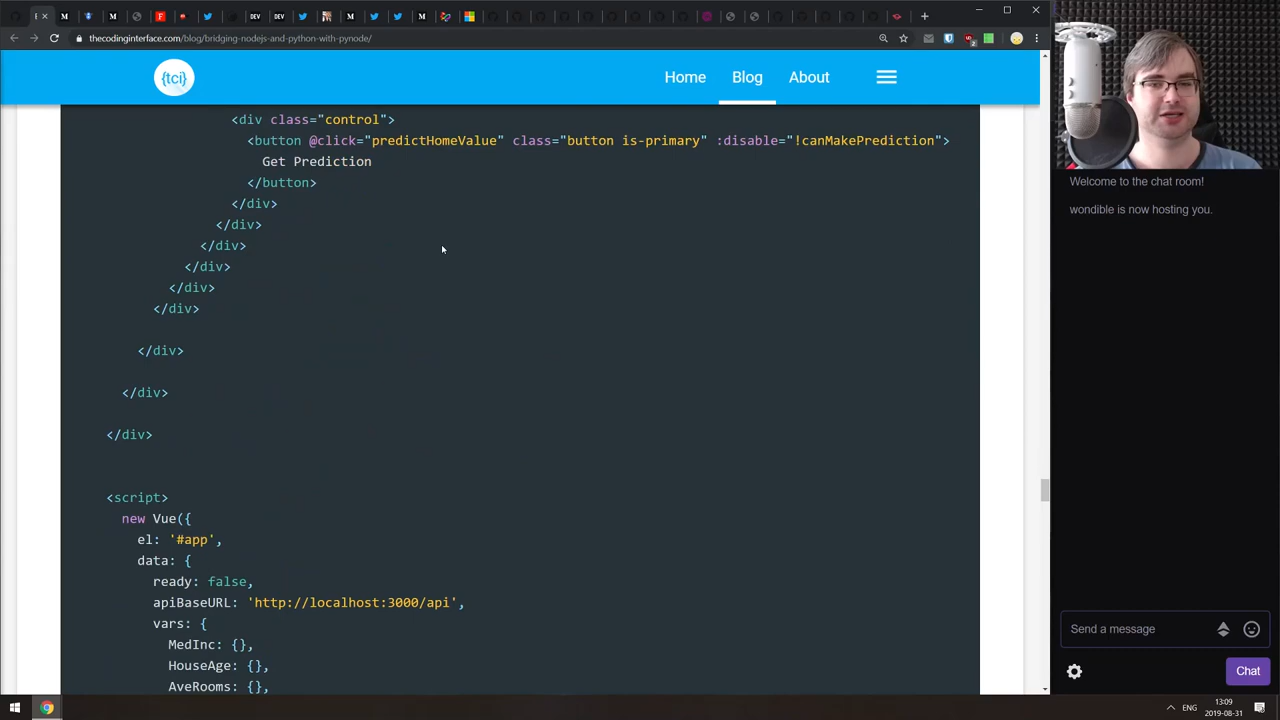 DEV
DEV
thecodinginterface.com/blog/bridging-nodejs-and-python-with-pynode/
{tci}
Home
Blog
About
<div class="control">
<button @click="predictHomeValue" class="button is-primary" :disable="!canMakePrediction">
Get Prediction
</button>
</div>
</div>
</div>
</div>
</div>
</div>
</div>
</div>
</div>
<script>
new Vue({
el: '#app',
data: {
ready: false,
apiBaseURL: 'http://localhost:3000/api',
vars: {
MedInc: {},
HouseAge: {},
AveRooms: {},
Welcome to the chat room!
wondible is now hosting you.
Send a message
Chat
ENG
13:09
2019-08-31